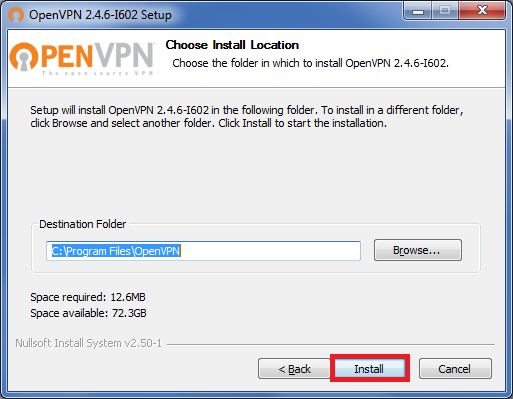 OpenVPN 2.4.6-I602 Setup
OPENVPN
The open source VPN
Choose Install Location
Choose the folder in which to install OpenVPN 2.4.6-I602.
Setup will install OpenVPN 2.4.6-I602 in the following folder. To install in a different folder,
click Browse and select another folder. Click Install to start the installation.
Destination Folder
C:\Program Files\OpenVPN
Browse...
Space required: 12.6MB
Space available: 72.3GB
Nullsoft Install System v2.50-1
< Back
Install
Cancel